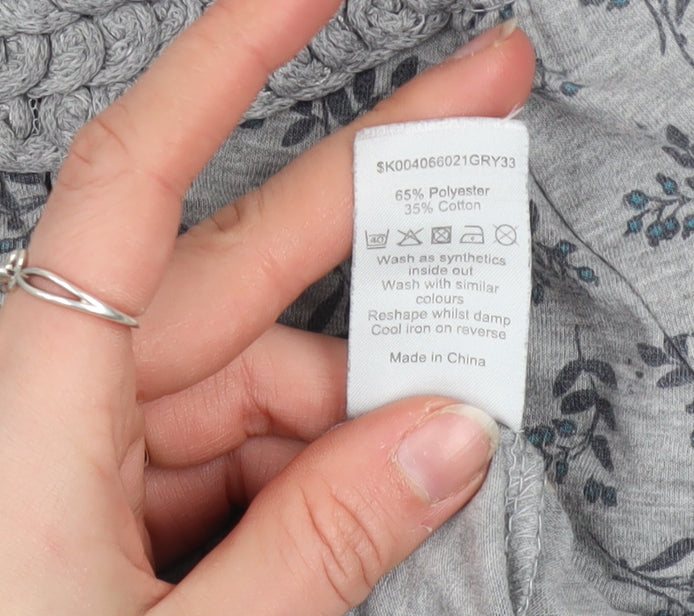 $K004066021GRY33
65% Polyester
35% Cotton
40
Wash as synthetics
inside out
Wash with similar
colours
Reshape whilst damp
Cool iron on reverse
Made in China